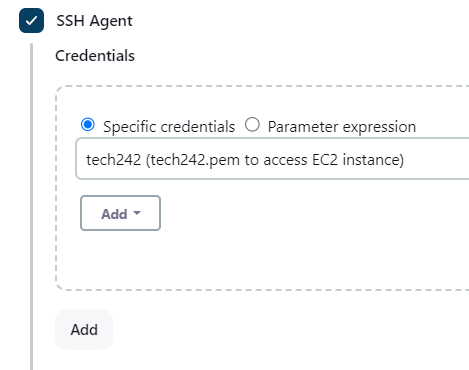 SSH Agent
Credentials
Specific credentials Parameter expression
tech242 (tech242.pem to access EC2 instance)
Add
Add